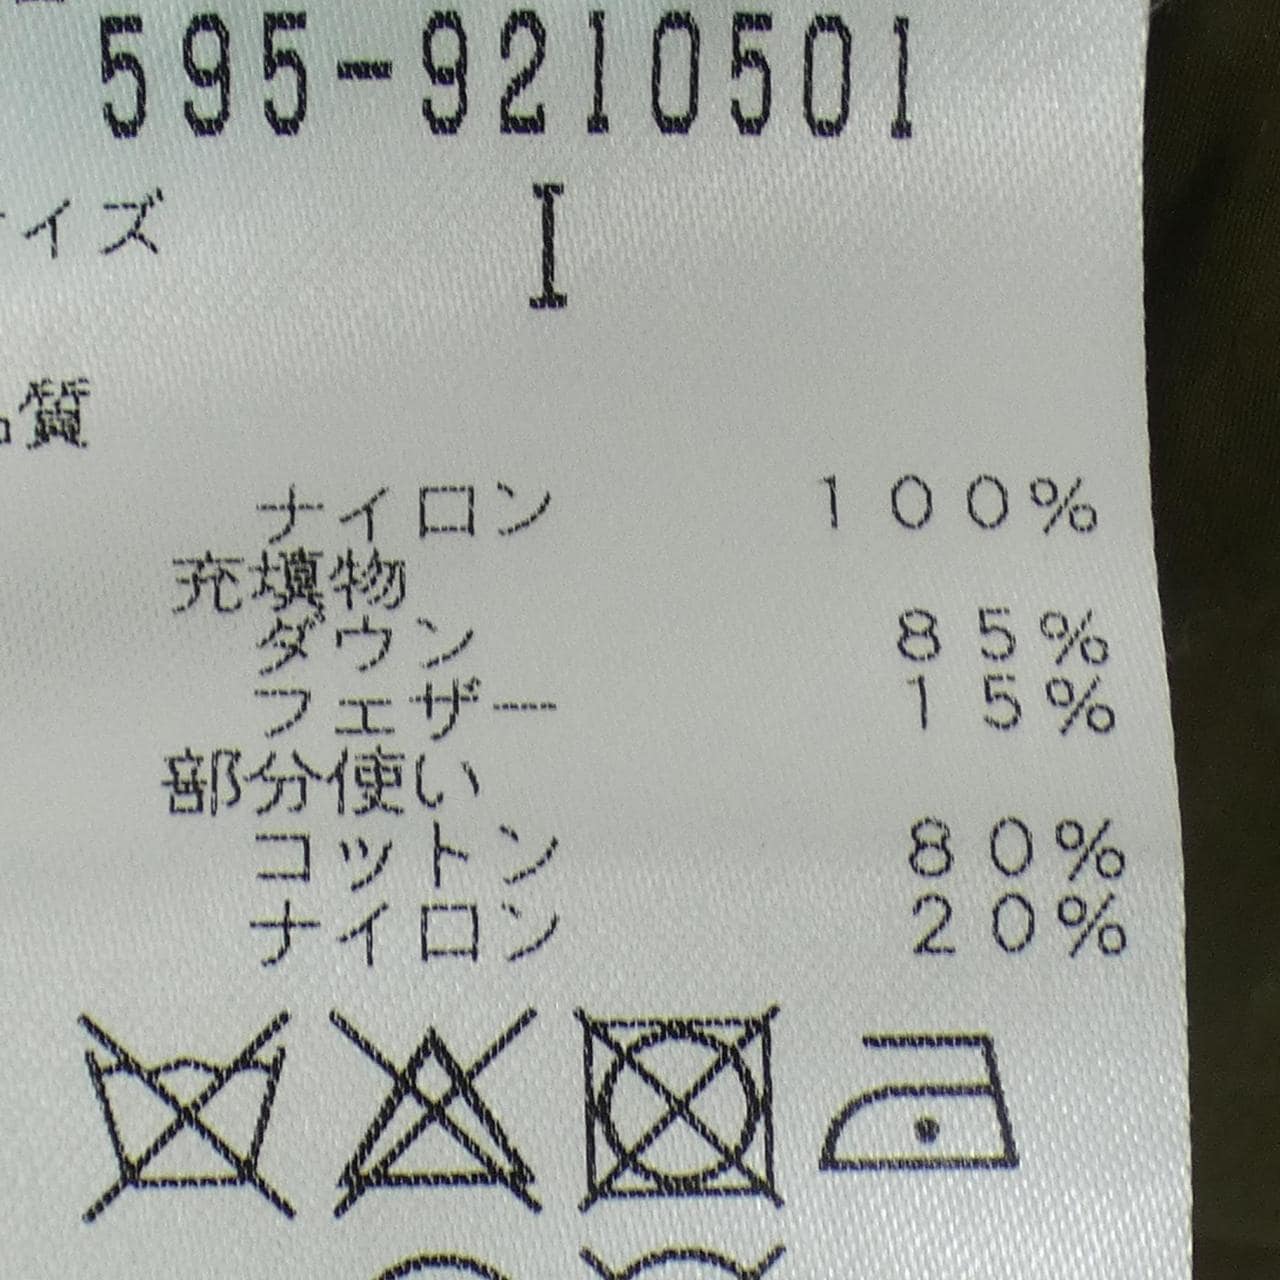 595-9210501
イズ
I
質
ナイロン 100%
充填物
ダウン 85%
フェザー 15%
部分使い
コットン 80%
ナイロン 20%